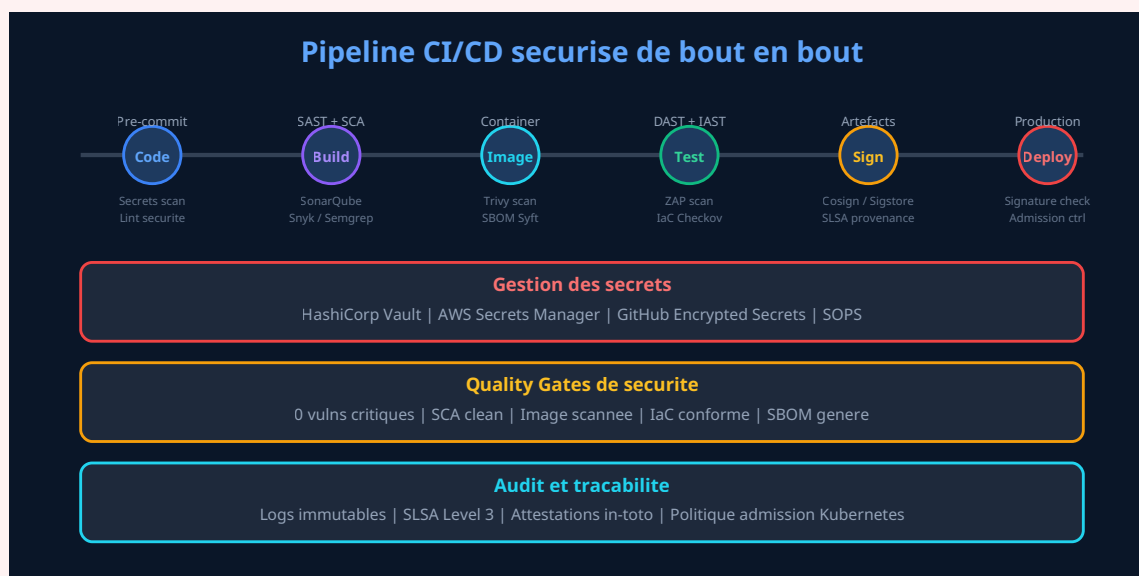 Pipeline CI/CD securise de bout en bout
Pre-commit
SAST + SCA
Container
DAST + IAST
Artefacts
Production
Code
Build
Image
Test
Sign
Deploy
Secrets scan
SonarQube
Trivy scan
ZAP scan
Cosign / Sigstore
Signature check
Lint securite
Snyk / Semgrep
SBOM Syft
IaC Checkov
SLSA provenance
Admission ctrl
Gestion des secrets
HashiCorp Vault | AWS Secrets Manager | GitHub Encrypted Secrets | SOPS
Quality Gates de securite
0 vulns critiques | SCA clean | Image scannee | IaC conforme | SBOM genere
Audit et tracabilite
Logs immutables | SLSA Level 3 | Attestations in-toto | Politique admission Kubernetes